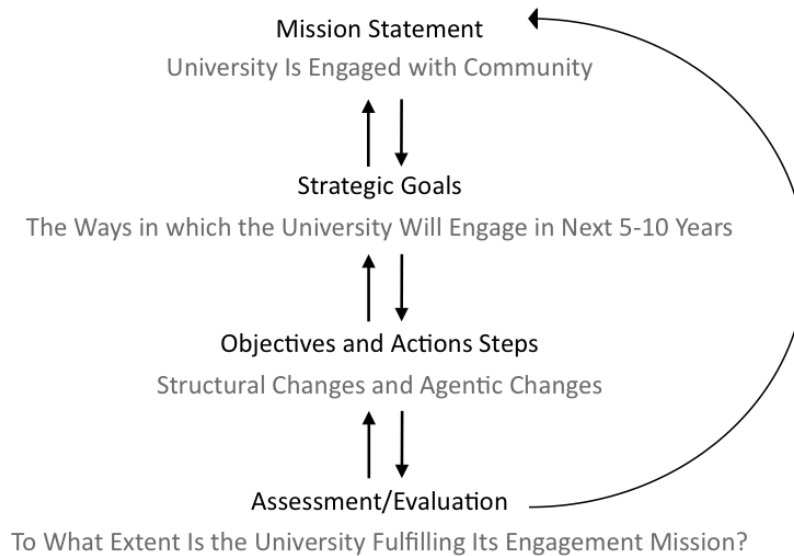 Mission Statement
University Is Engaged with Community
Strategic Goals
The Ways in which the University Will Engage in Next 5-10 Years
Objectives and Actions Steps
Structural Changes and Agentic Changes
Assessment/Evaluation
To What Extent Is the University Fulfilling Its Engagement Mission?